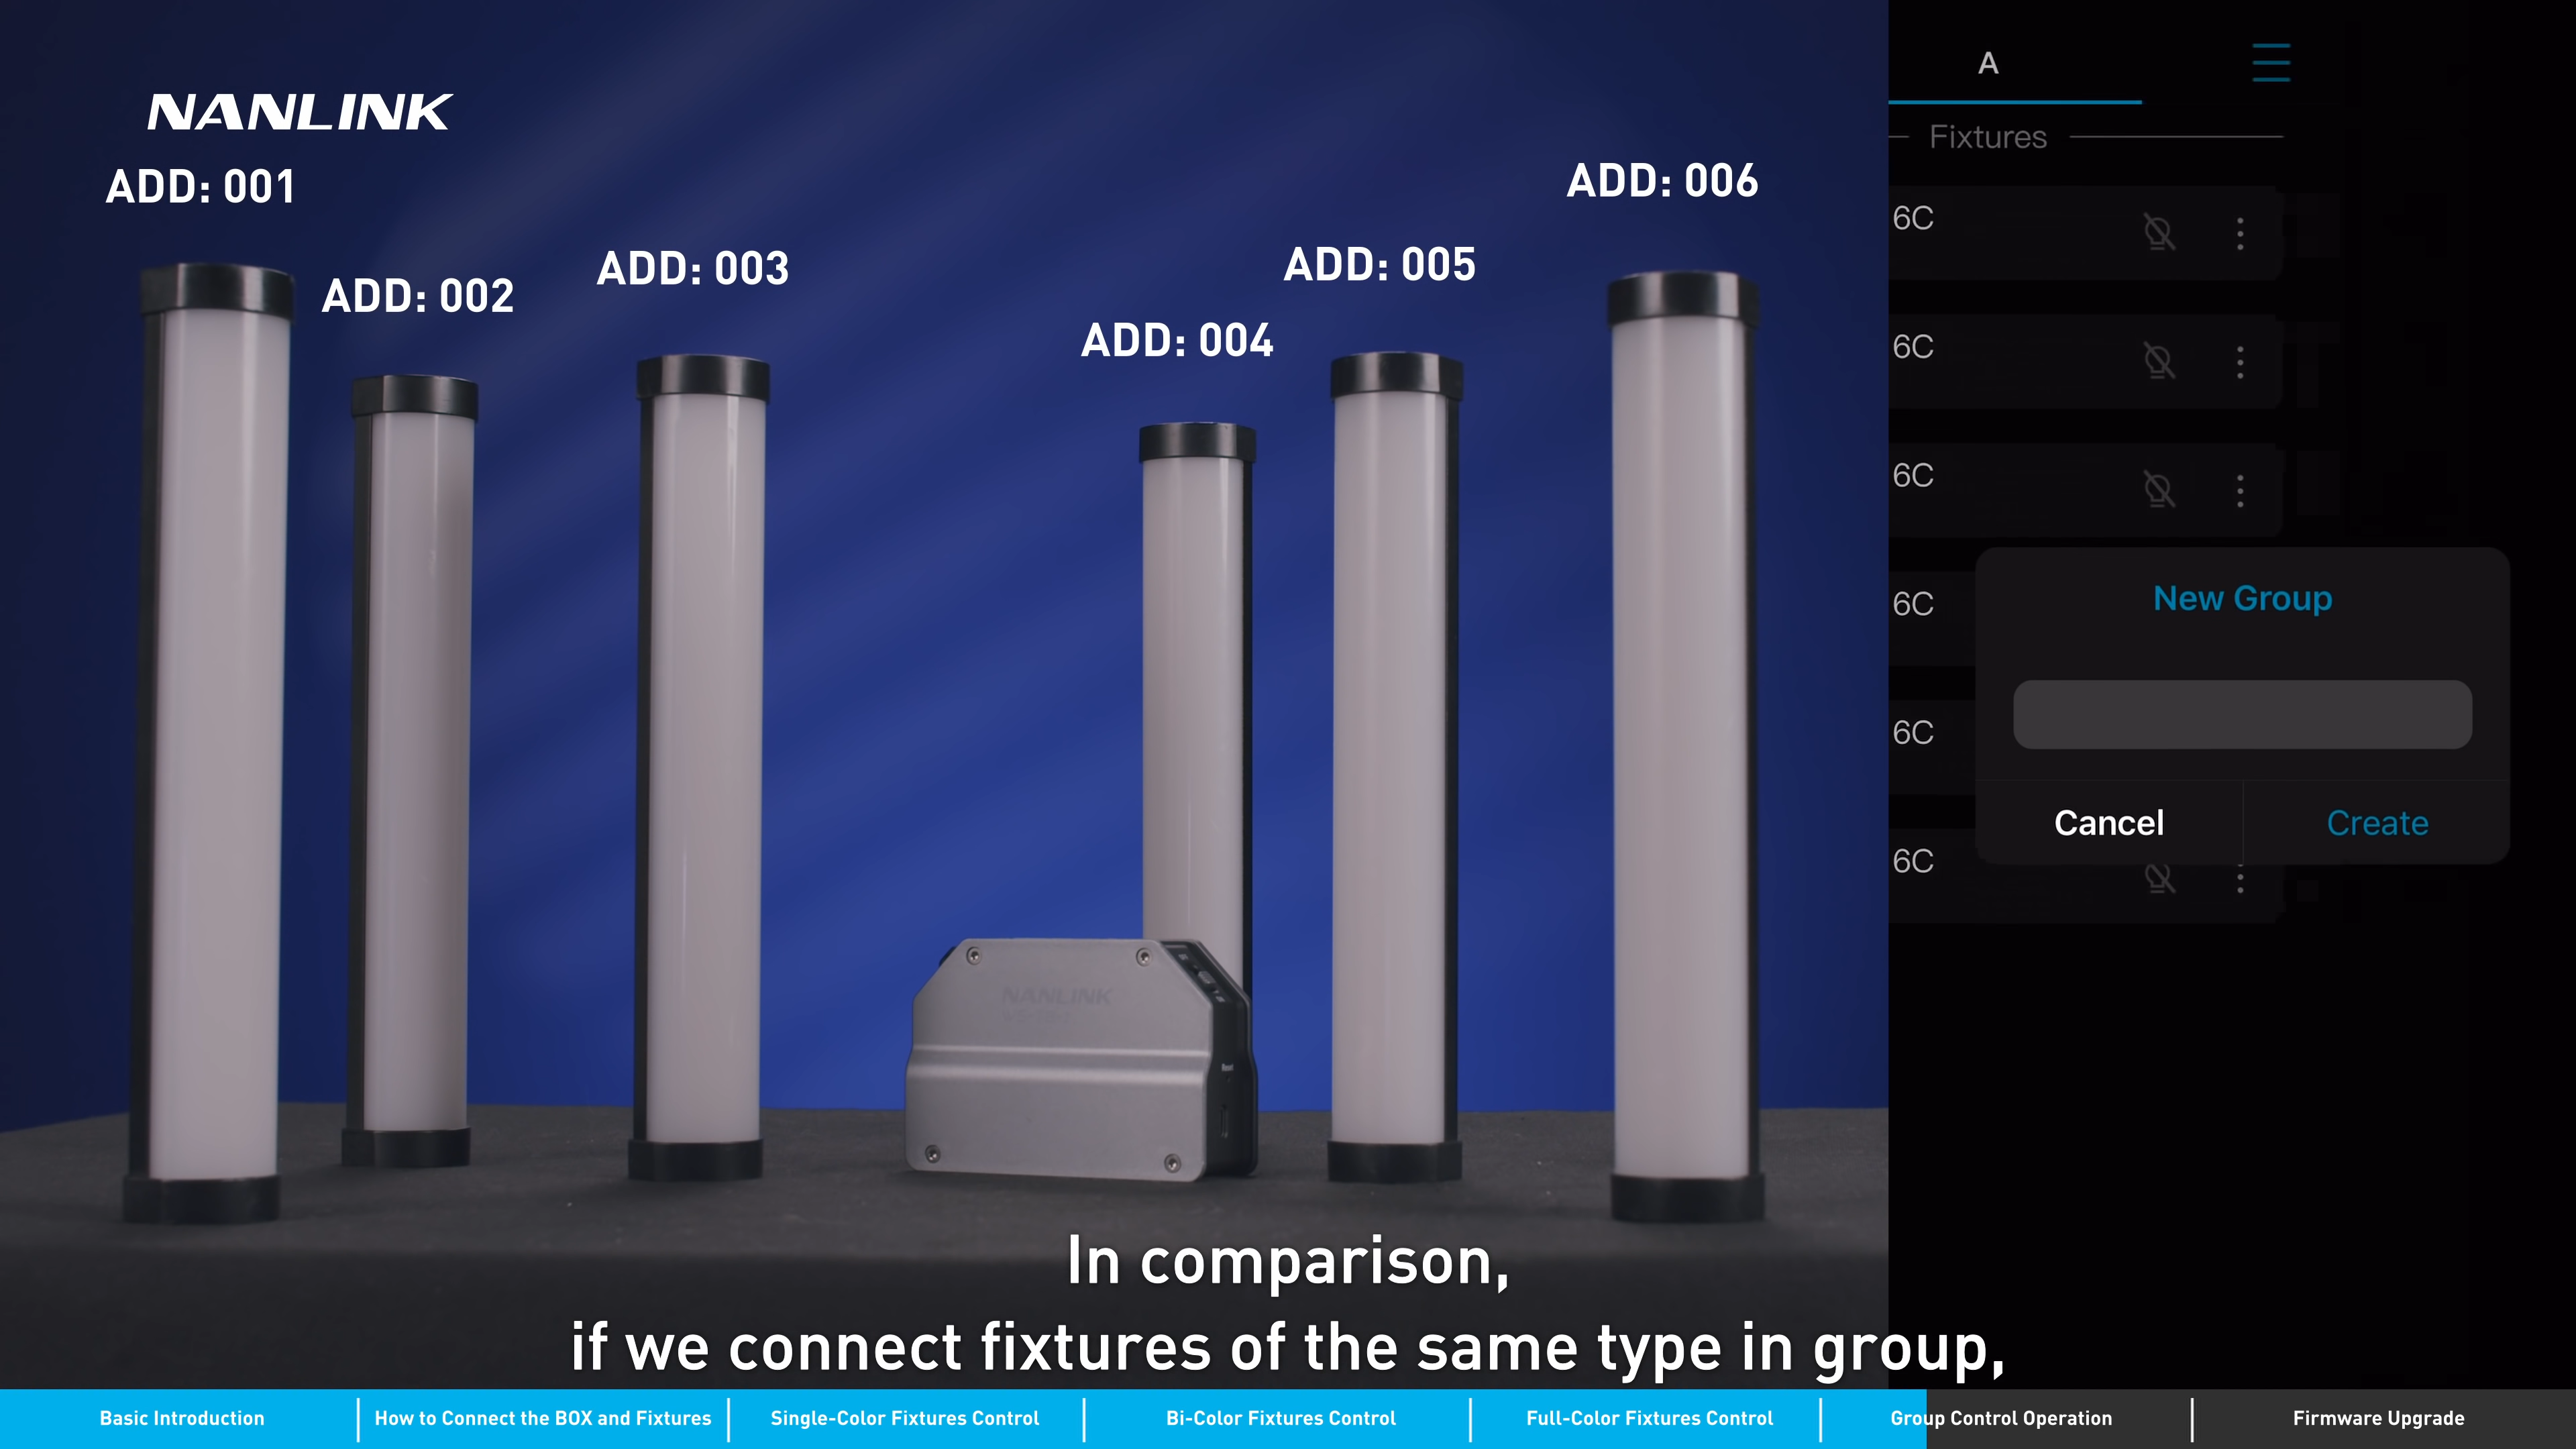 NANLINK
ADD: 001
ADD: 002
ADD: 003
ADD: 004
ADD: 005
ADD: 006
NANLINK
A
Fixtures
6C
6C
6C
6C
6C
6C
New Group
Cancel
Create
In comparison,
if we connect fixtures of the same type in group,
Basic Introduction
How to Connect the BOX and Fixtures
Single-Color Fixtures Control
Bi-Color Fixtures Control
Full-Color Fixtures Control
Group Control Operation
Firmware Upgrade